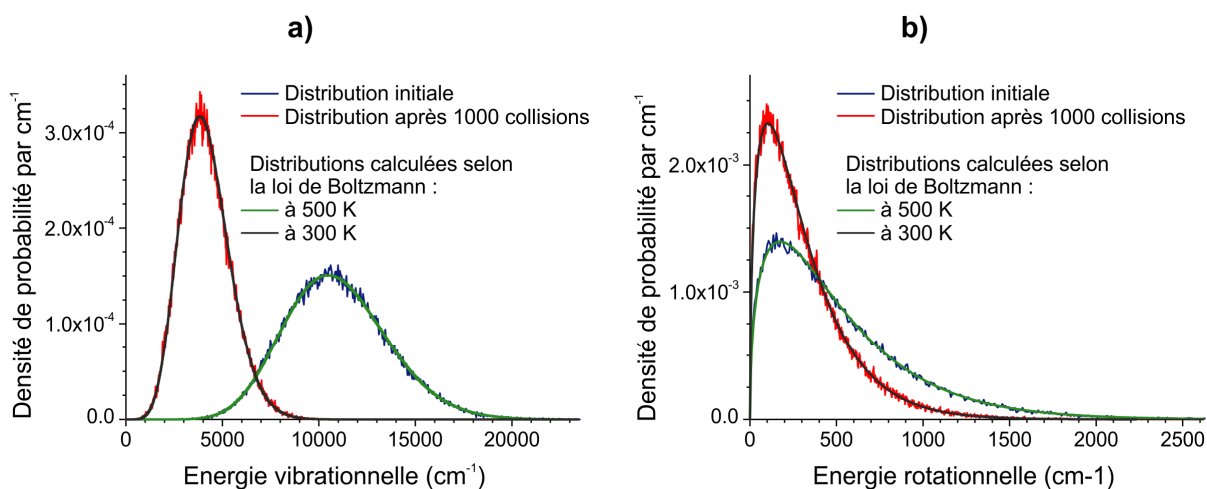 a)
Densité de probabilité par cm⁻¹
3.0x10⁻⁴
2.0x10⁻⁴
1.0x10⁻⁴
0.0
Distribution initiale
Distribution après 1000 collisions
Distributions calculées selon
la loi de Boltzmann :
à 500 K
à 300 K
0
5000
10000
15000
20000
Energie vibrationnelle (cm⁻¹)
b)
Densité de probabilité par cm⁻¹
2.0x10⁻³
1.0x10⁻³
0.0
Distribution initiale
Distribution après 1000 collisions
Distributions calculées selon
la loi de Boltzmann :
à 500 K
à 300 K
0
500
1000
1500
2000
2500
Energie rotationnelle (cm-1)